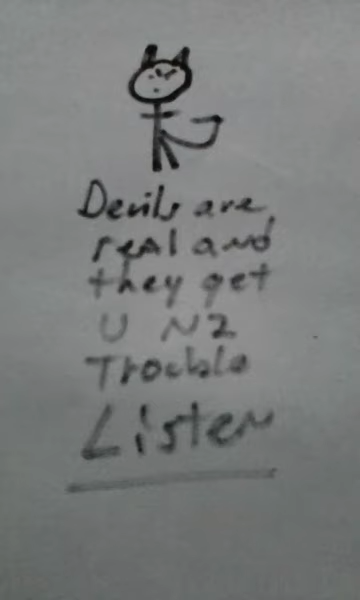 Devils are
real and
they get
U N2
Trouble
Listen